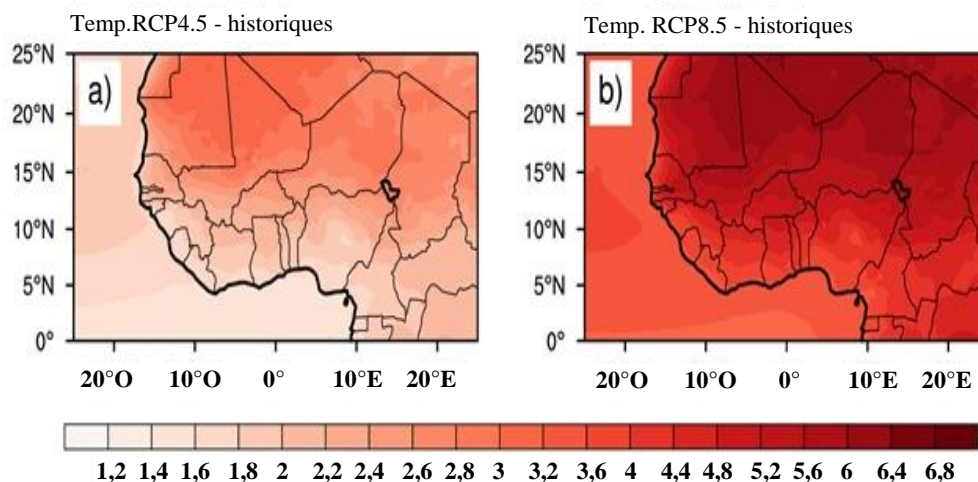 Temp.RCP4.5 - historiques
Temp. RCP8.5 - historiques
25°N
20°N
15°N
10°N
5°N
0°
a)
20°O 10°O 0° 10°E 20°E
25°N
20°N
15°N
10°N
5°N
0°
b)
20°O 10°O 0° 10°E 20°E
1,2 1,4 1,6 1,8 2 2,2 2,4 2,6 2,8 3 3,2 3,6 4 4,4 4,8 5,2 5,6 6 6,4 6,8